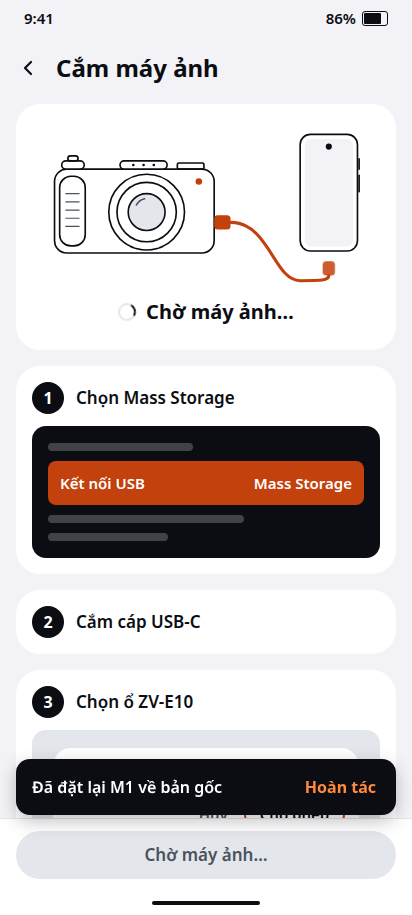 9:41
86%
Cắm máy ảnh
Chờ máy ảnh...
1 Chọn Mass Storage
Kết nối USB Mass Storage
2 Cắm cáp USB-C
3 Chọn ổ ZV-E10
Đã đặt lại M1 về bản gốc Hoàn tác
Chờ máy ảnh...